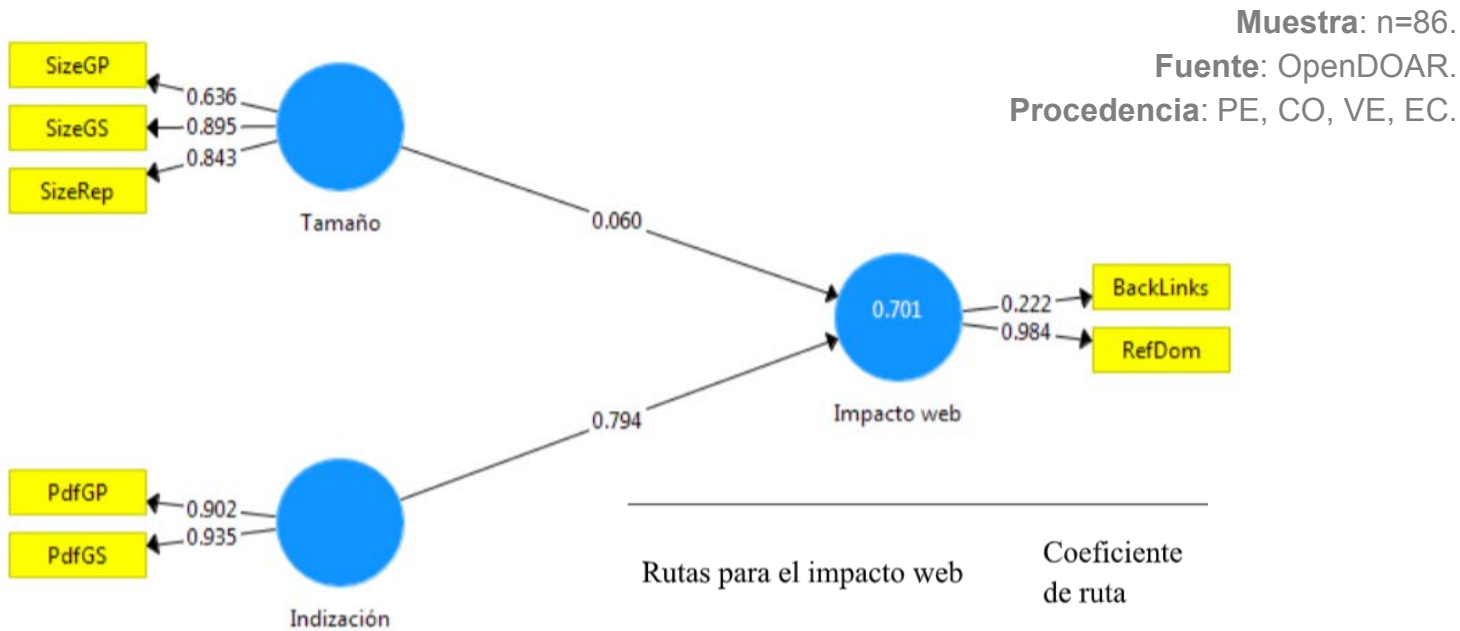 Muestra: n=86.
Fuente: OpenDOAR.
Procedencia: PE, CO, VE, EC.
SizeGP
0.636
SizeGS
0.895
SizeRep
0.843
Tamaño
0.060
0.701
Impacto web
0.222
BackLinks
0.984
RefDom
0.794
PdfGP
0.902
PdfGS
0.935
Indización
Rutas para el impacto web
Coeficiente
de ruta